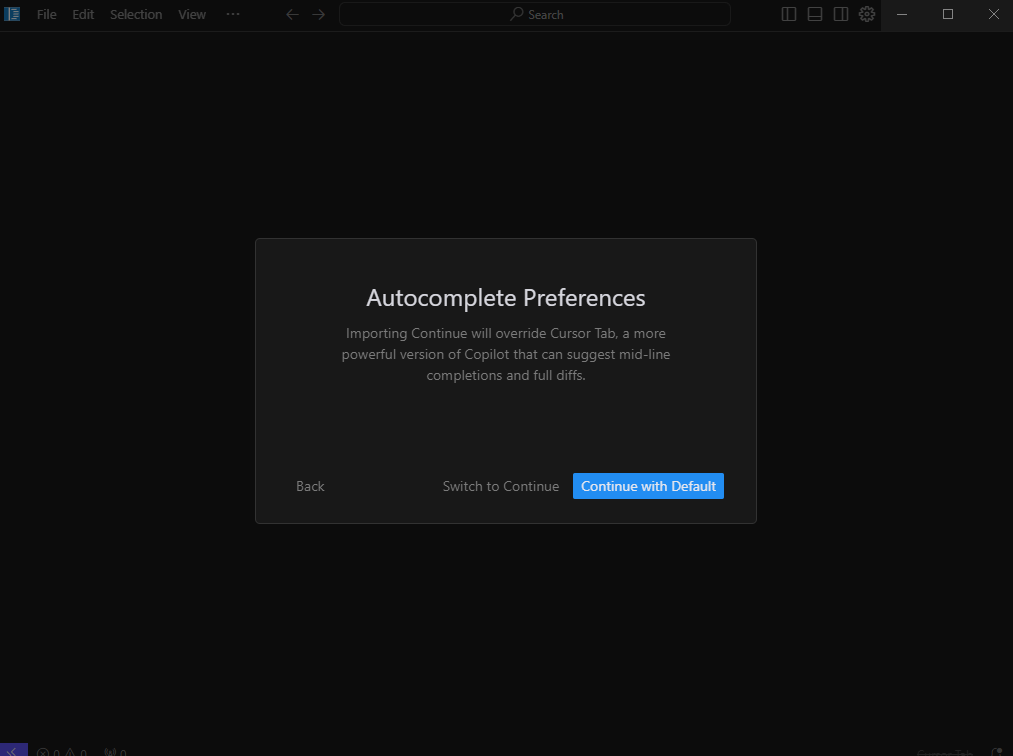 File Edit Selection View ···
Search
Autocomplete Preferences
Importing Continue will override Cursor Tab, a more
powerful version of Copilot that can suggest mid-line
completions and full diffs.
Back Switch to Continue Continue with Default
0 0 0 Cursor Tab